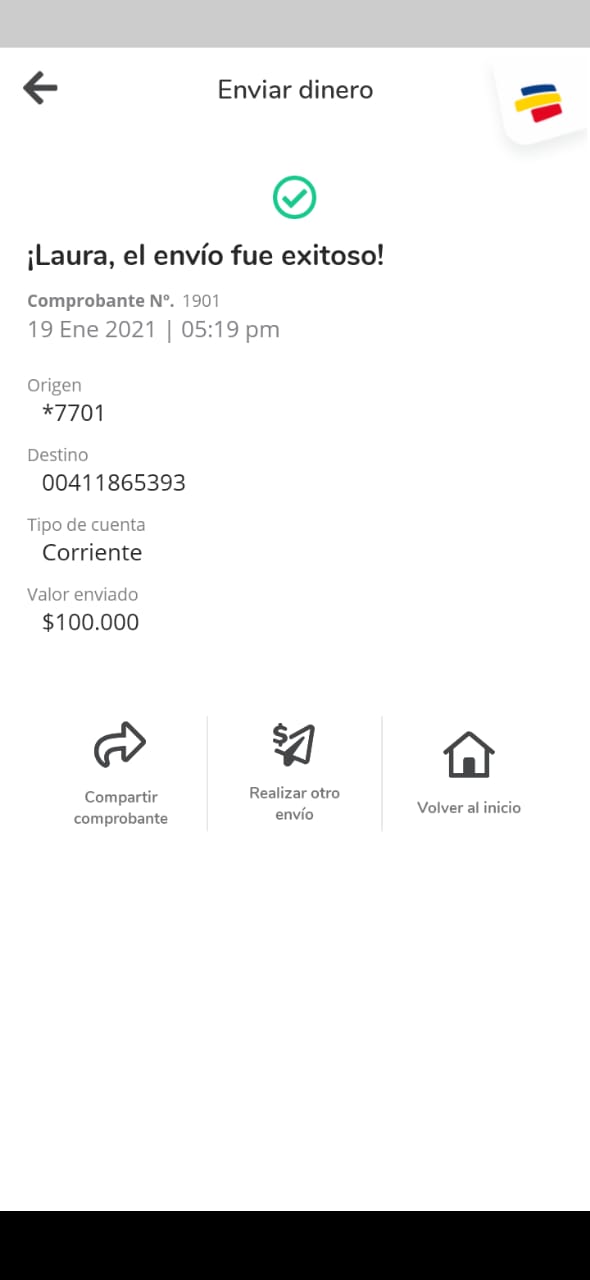 Enviar dinero
¡Laura, el envío fue exitoso!
Comprobante Nº. 1901
19 Ene 2021 | 05:19 pm
Origen
*7701
Destino
00411865393
Tipo de cuenta
Corriente
Valor enviado
$100.000
Compartir
comprobante
Realizar otro
envío
Volver al inicio